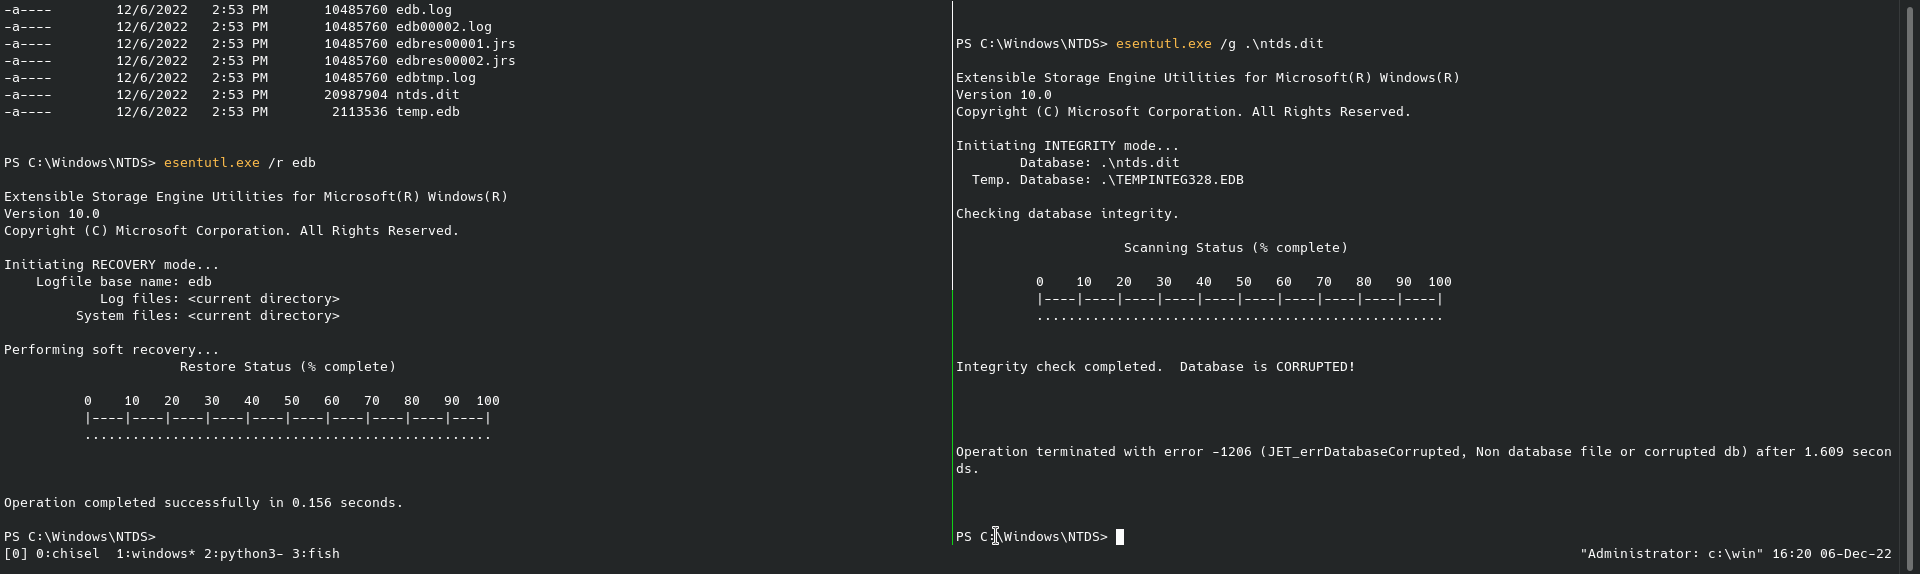 -a----        12/6/2022   2:53 PM       10485760 edb.log
-a----        12/6/2022   2:53 PM       10485760 edb00002.log
-a----        12/6/2022   2:53 PM       10485760 edbres00001.jrs
-a----        12/6/2022   2:53 PM       10485760 edbres00002.jrs
-a----        12/6/2022   2:53 PM       10485760 edbtmp.log
-a----        12/6/2022   2:53 PM       20987904 ntds.dit
-a----        12/6/2022   2:53 PM        2113536 temp.edb
PS C:\Windows\NTDS> esentutl.exe /r edb
Extensible Storage Engine Utilities for Microsoft(R) Windows(R)
Version 10.0
Copyright (C) Microsoft Corporation. All Rights Reserved.
Initiating RECOVERY mode...
    Logfile base name: edb
            Log files: <current directory>
         System files: <current directory>
Performing soft recovery...
                      Restore Status (% complete)
          0    10   20   30   40   50   60   70   80   90  100
          |----|----|----|----|----|----|----|----|----|----|
          ...................................................
Operation completed successfully in 0.156 seconds.
PS C:\Windows\NTDS>
PS C:\Windows\NTDS> esentutl.exe /g .\ntds.dit
Extensible Storage Engine Utilities for Microsoft(R) Windows(R)
Version 10.0
Copyright (C) Microsoft Corporation. All Rights Reserved.
Initiating INTEGRITY mode...
        Database: .\ntds.dit
  Temp. Database: .\TEMPINTEG328.EDB
Checking database integrity.
                     Scanning Status (% complete)
          0    10   20   30   40   50   60   70   80   90  100
          |----|----|----|----|----|----|----|----|----|----|
          ...................................................
Integrity check completed.  Database is CORRUPTED!
Operation terminated with error -1206 (JET_errDatabaseCorrupted, Non database file or corrupted db) after 1.609 secon
ds.
PS C:\Windows\NTDS>
[0] 0:chisel  1:windows* 2:python3- 3:fish
"Administrator: c:\win" 16:20 06-Dec-22